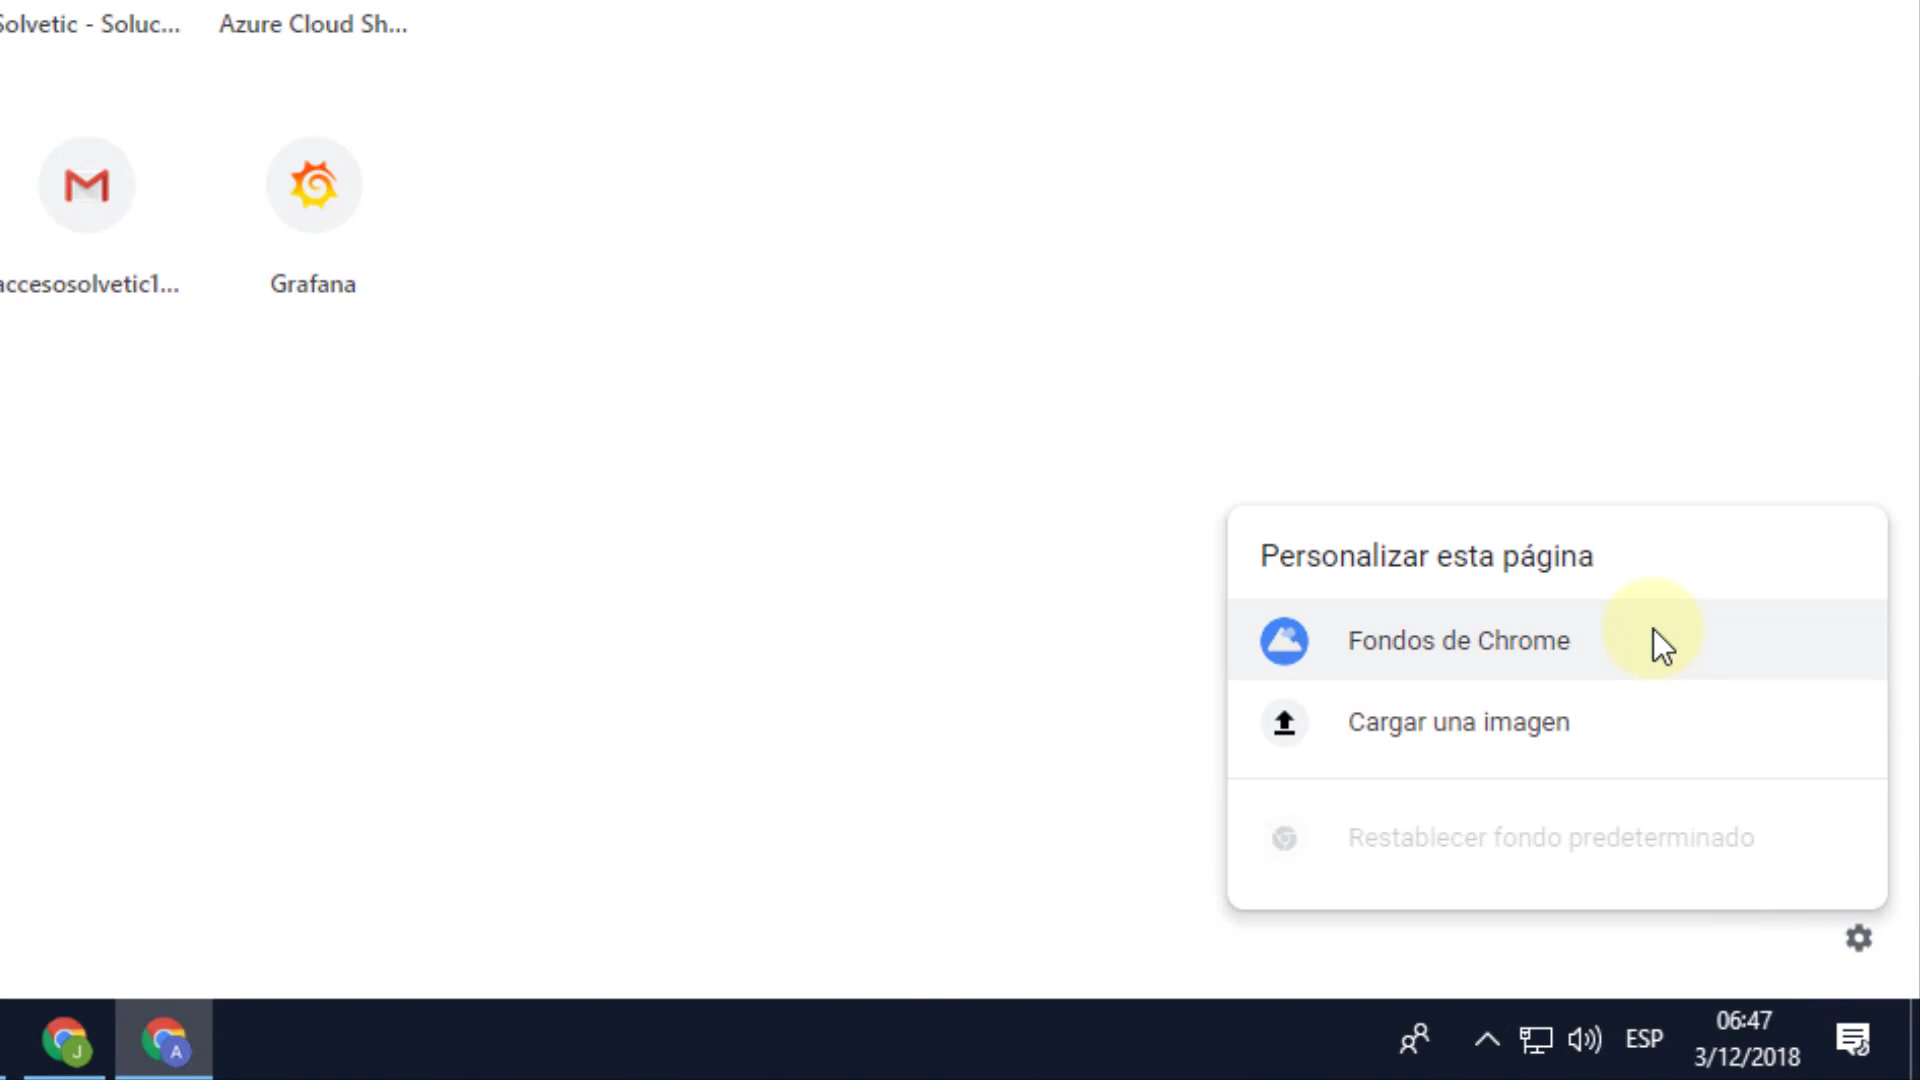 Solvetic - Soluc...
Azure Cloud Sh...
accesosolvetic1...
Grafana
Personalizar esta página
Fondos de Chrome
Cargar una imagen
Restablecer fondo predeterminado
J
A
ESP
06:47
3/12/2018